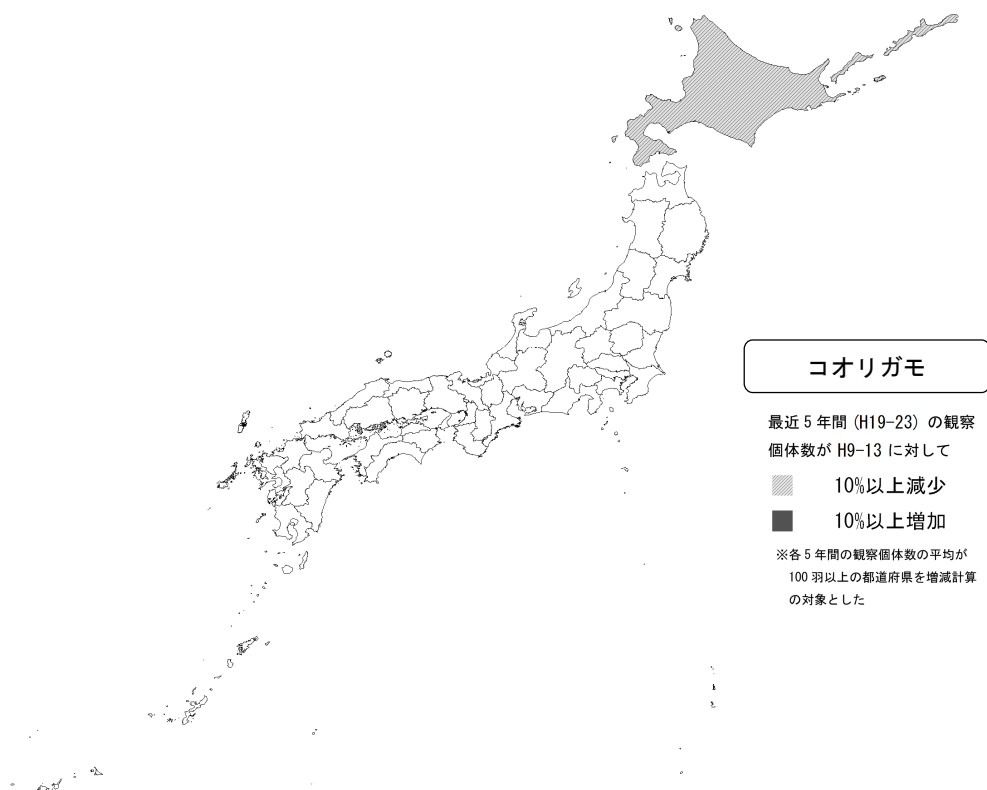 コオリガモ
最近5年間(H19-23)の観察
個体数が H9-13 に対して
10%以上減少
10%以上増加
※各5年間の観察個体数の平均が
100羽以上の都道府県を増減計算
の対象とした